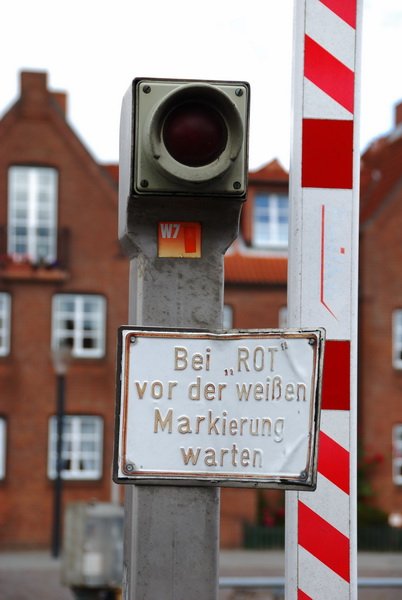 W7
Bei „ROT"
vor der weißen
Markierung
warten